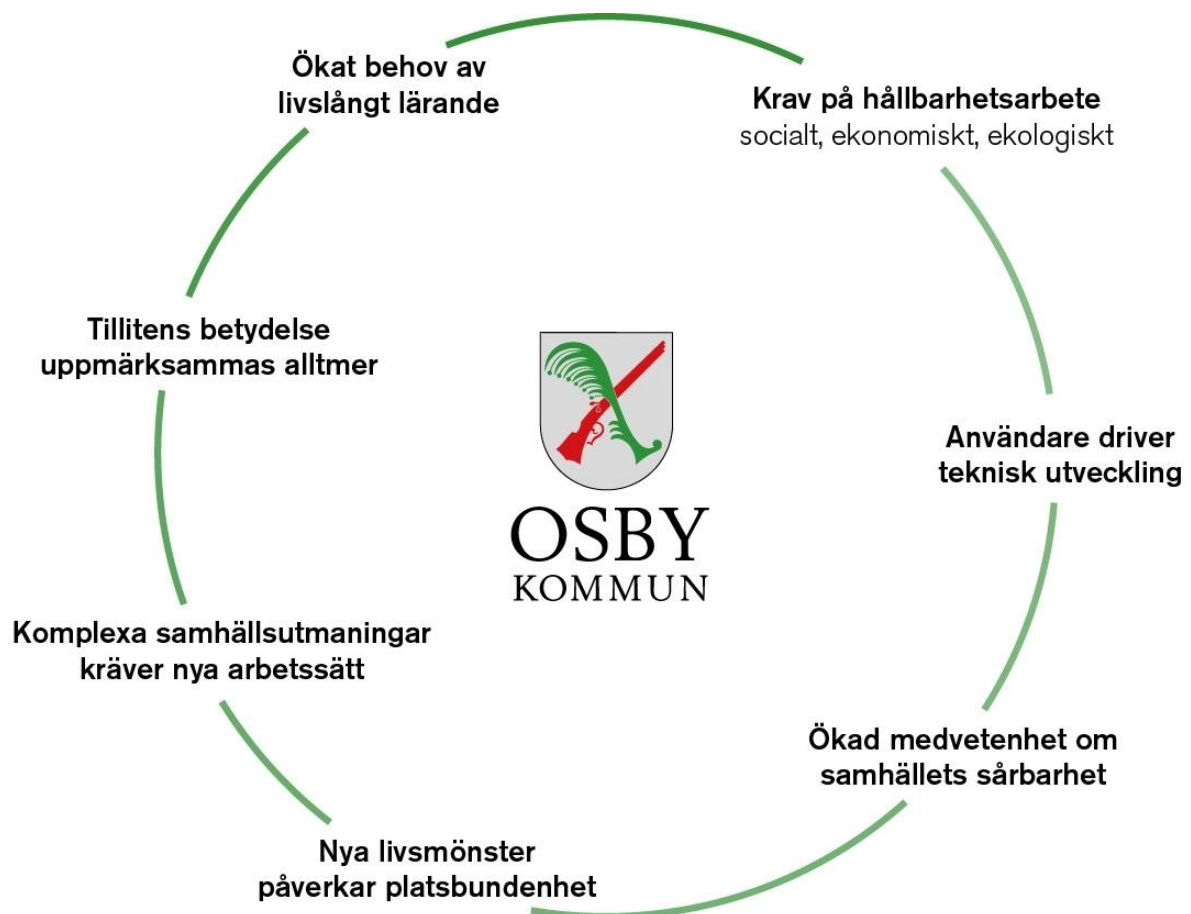 Ökat behov av
livslångt lärande
Krav på hållbarhetsarbete
socialt, ekonomiskt, ekologiskt
Tillitens betydelse
uppmärksammas alltmer
Användare driver
teknisk utveckling
OSBY
KOMMUN
Komplexa samhällsutmaningar
kräver nya arbetssätt
Ökad medvetenhet om
samhällets sårbarhet
Nya livsmönster
påverkar platsbundenhet